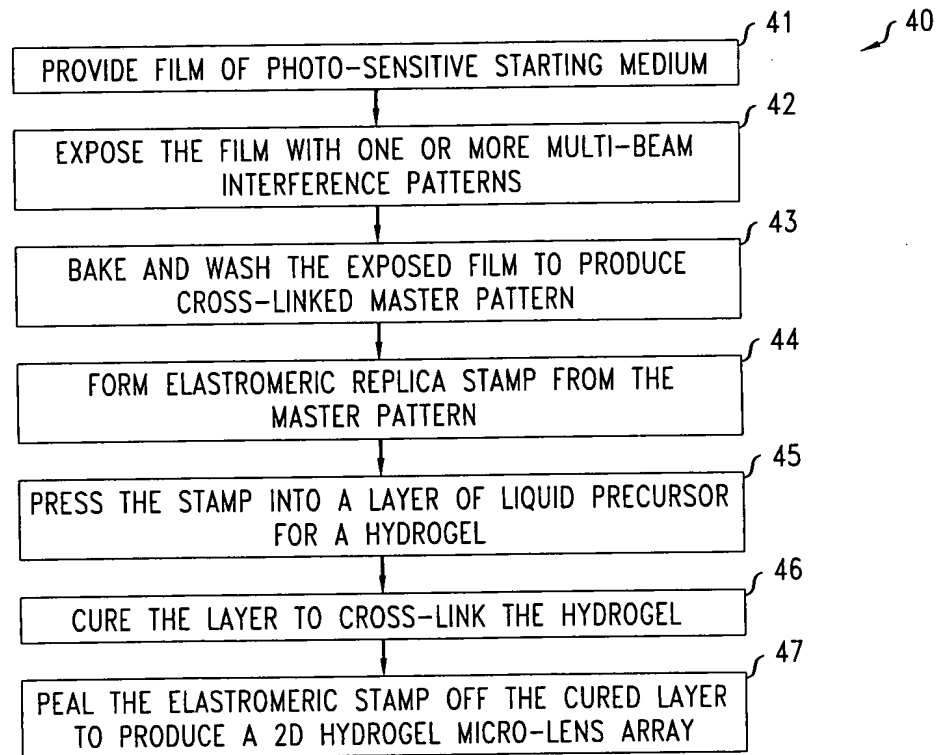 41
40
PROVIDE FILM OF PHOTO-SENSITIVE STARTING MEDIUM
42
EXPOSE THE FILM WITH ONE OR MORE MULTI-BEAM
INTERFERENCE PATTERNS
43
BAKE AND WASH THE EXPOSED FILM TO PRODUCE
CROSS-LINKED MASTER PATTERN
44
FORM ELASTROMERIC REPLICA STAMP FROM THE
MASTER PATTERN
45
PRESS THE STAMP INTO A LAYER OF LIQUID PRECURSOR
FOR A HYDROGEL
46
CURE THE LAYER TO CROSS-LINK THE HYDROGEL
47
PEAL THE ELASTROMERIC STAMP OFF THE CURED LAYER
TO PRODUCE A 2D HYDROGEL MICRO-LENS ARRAY